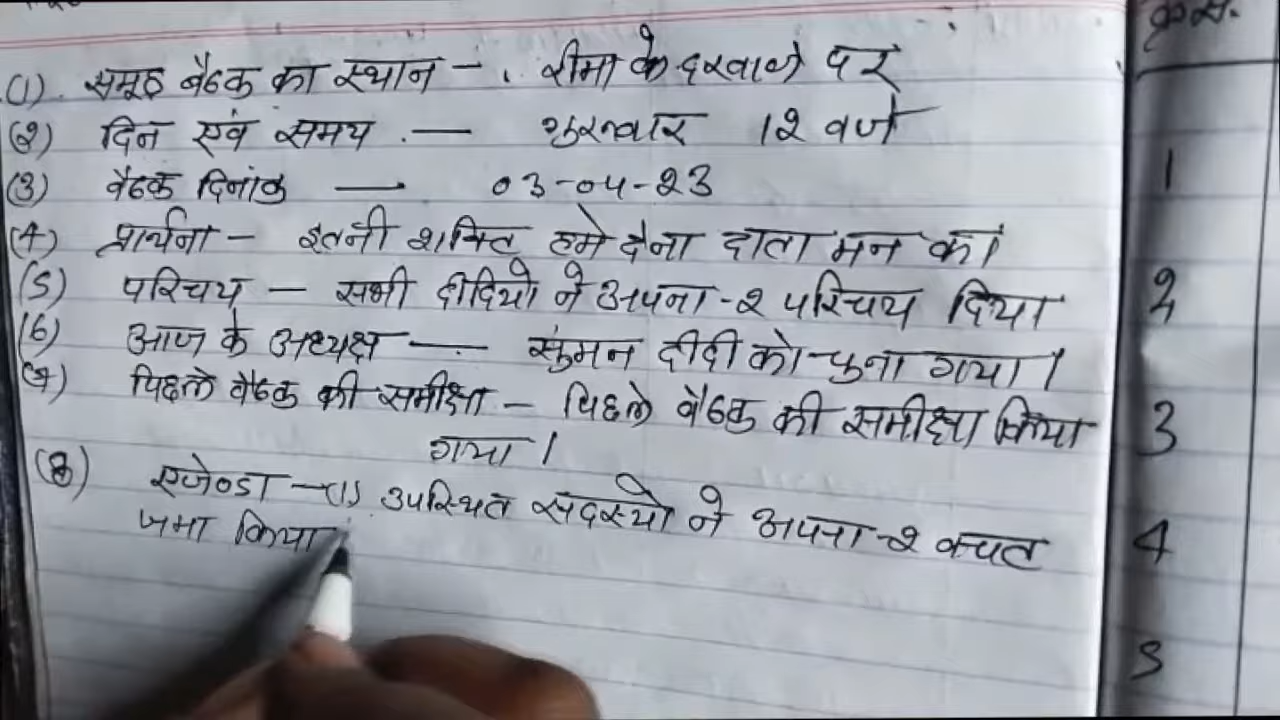 क्र०स०
(1). समूह बैठक का स्थान - रीमा के दरवाजे पर
(2) दिन एवं समय - गुरुवार 12 वजे
(3) बैठक दिनांक - 03-04-23
(4) प्रार्थना - इतनी शक्ति हमे देना दाता मन का
(5) परिचय - सभी दीदियो ने अपना-2 परिचय दिया
(6) आज के अध्यक्ष - सुमन दीदी को चुना गया।
(7) पिछले बैठक की समीक्षा - पिछले बैठक की समीक्षा किया
गया।
(8) एजेण्डा - (1) उपस्थित सदस्यो ने अपना-2 बचत
जमा किया
1
2
3
4
5